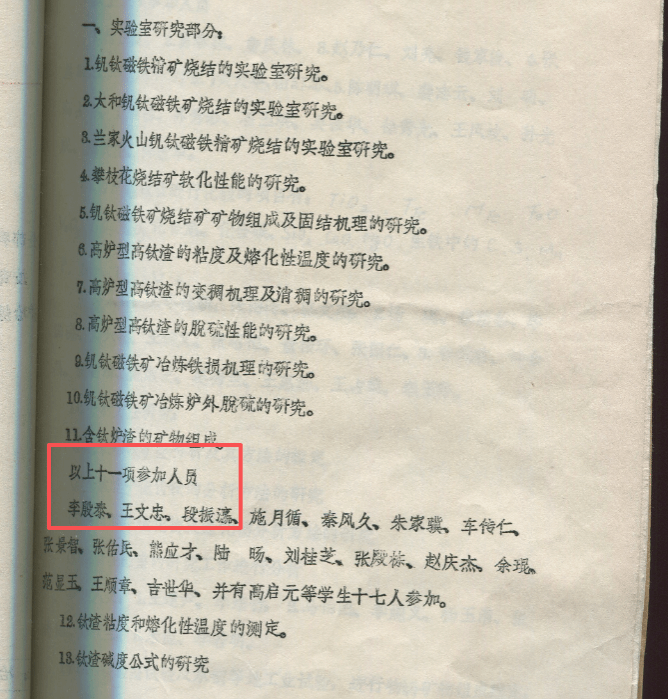 一、实验室研究部分：
1.钒钛磁铁精矿烧结的实验室研究。
2.太和钒钛磁铁矿烧结的实验室研究。
3.兰家火山钒钛磁铁精矿烧结的实验室研究。
4.攀枝花烧结矿软化性能的研究。
5.钒钛磁铁矿烧结矿矿物组成及固结机理的研究。
6.高炉型高钛渣的粘度及熔化性温度的研究。
7.高炉型高钛渣的变稠机理及消稠的研究。
8.高炉型高钛渣的脱硫性能的研究。
9.钒钛磁铁矿冶炼铁损机理的研究。
10.钒钛磁铁矿冶炼炉外脱硫的研究。
11.含钛炉渣的矿物组成。
以上十一项参加人员
李殷泰、王文忠、段振瀛、施月循、秦凤久、朱家骥、车传仁、
张景智、张佑民、熊应才、陆 旸、刘桂芝、张殿栋、赵庆杰、余琨、
范显玉、王顺章、吉世华、并有高启元等学生十七人参加。
12.钛渣粘度和熔化性温度的测定。
13.钛渣碱度公式的研究